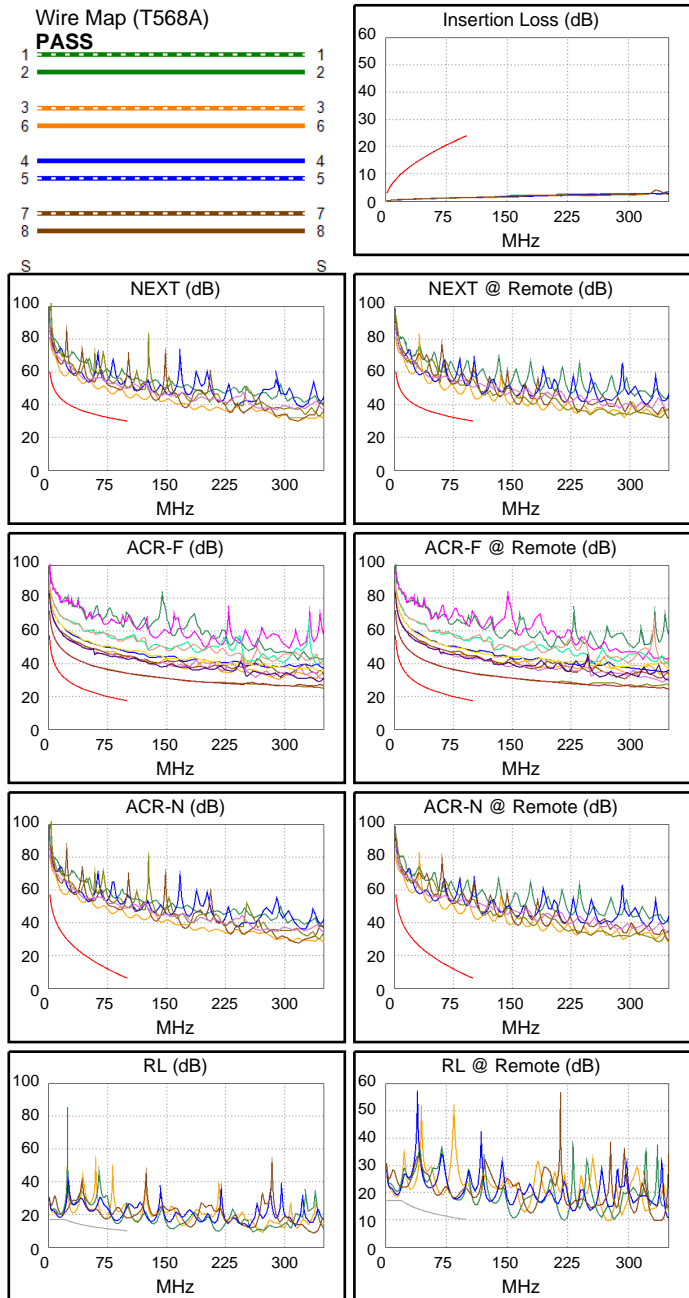 Wire Map (T568A)
PASS
1 1
2 2
3 3
6 6
4 4
5 5
7 7
8 8
S S
Insertion Loss (dB)
60
50
40
30
20
10
0
0 75 150 225 300
MHz
NEXT (dB)
100
80
60
40
20
0
0 75 150 225 300
MHz
NEXT @ Remote (dB)
100
80
60
40
20
0
0 75 150 225 300
MHz
ACR-F (dB)
100
80
60
40
20
0
0 75 150 225 300
MHz
ACR-F @ Remote (dB)
100
80
60
40
20
0
0 75 150 225 300
MHz
ACR-N (dB)
100
80
60
40
20
0
0 75 150 225 300
MHz
ACR-N @ Remote (dB)
100
80
60
40
20
0
0 75 150 225 300
MHz
RL (dB)
100
80
60
40
20
0
0 75 150 225 300
MHz
RL @ Remote (dB)
60
50
40
30
20
10
0
0 75 150 225 300
MHz